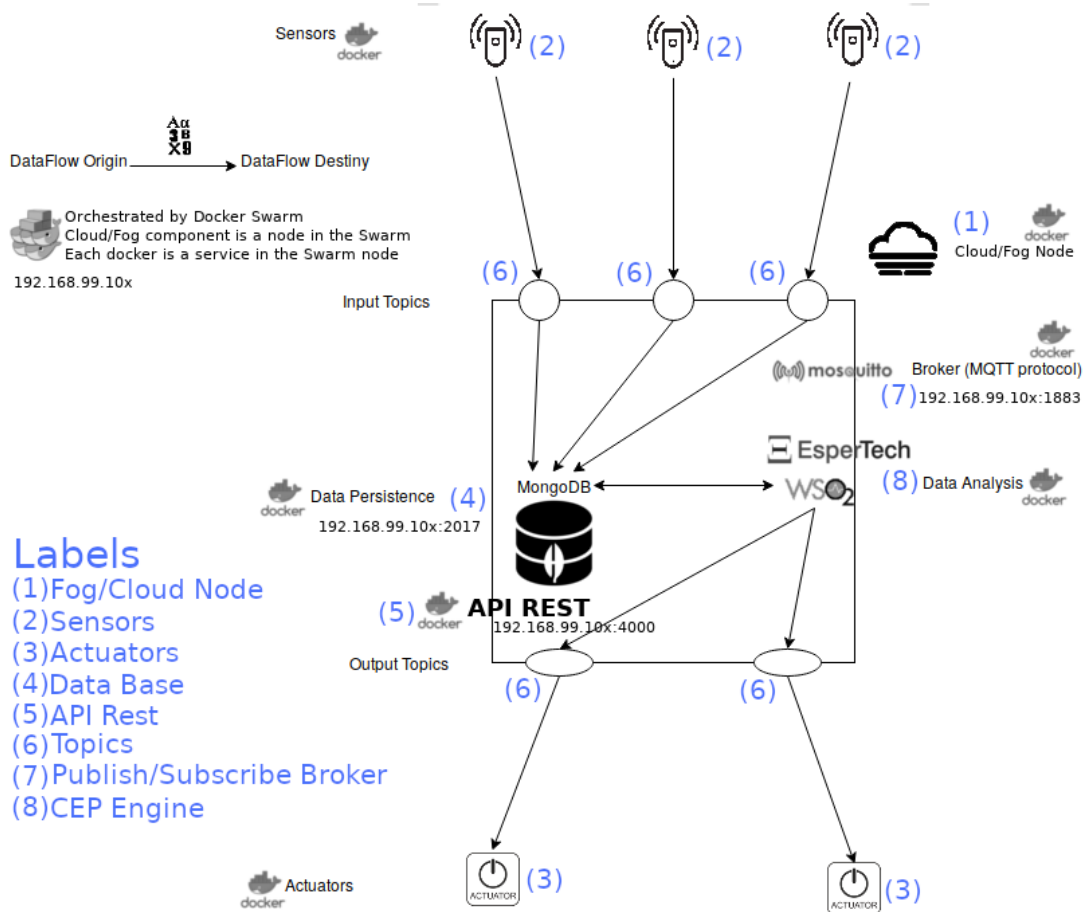 Sensors
docker
(2)
(2)
(2)
Aα
3B
X9
DataFlow Origin
DataFlow Destiny
Orchestrated by Docker Swarm
Cloud/Fog component is a node in the Swarm
Each docker is a service in the Swarm node
192.168.99.10x
(1)
docker
Cloud/Fog Node
(6)
(6)
(6)
Input Topics
docker
mosquitto
Broker (MQTT protocol)
(7)
192.168.99.10x:1883
EsperTech
WSO2
(8)
Data Analysis
docker
MongoDB
docker
Data Persistence
(4)
192.168.99.10x:2017
(5)
docker
API REST
192.168.99.10x:4000
Output Topics
(6)
(6)
Labels
(1)Fog/Cloud Node
(2)Sensors
(3)Actuators
(4)Data Base
(5)API Rest
(6)Topics
(7)Publish/Subscribe Broker
(8)CEP Engine
docker
Actuators
ACTUATOR
(3)
ACTUATOR
(3)